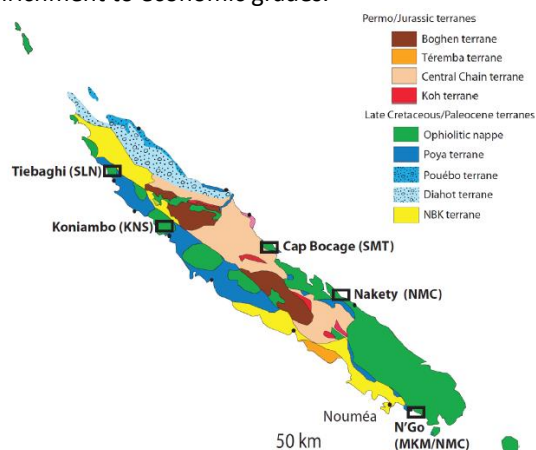 Permo/Jurassic terranes
Boghen terrane
Téremba terrane
Central Chain terrane
Koh terrane
Late Cretaceous/Paleocene terranes
Ophiolitic nappe
Poya terrane
Pouébo terrane
Diahot terrane
NBK terrane
Tiebaghi (SLN)
Koniambo (KNS)
Cap Bocage (SMT)
Nakety (NMC)
Nouméa
N'Go
(MKM/NMC)
50 km